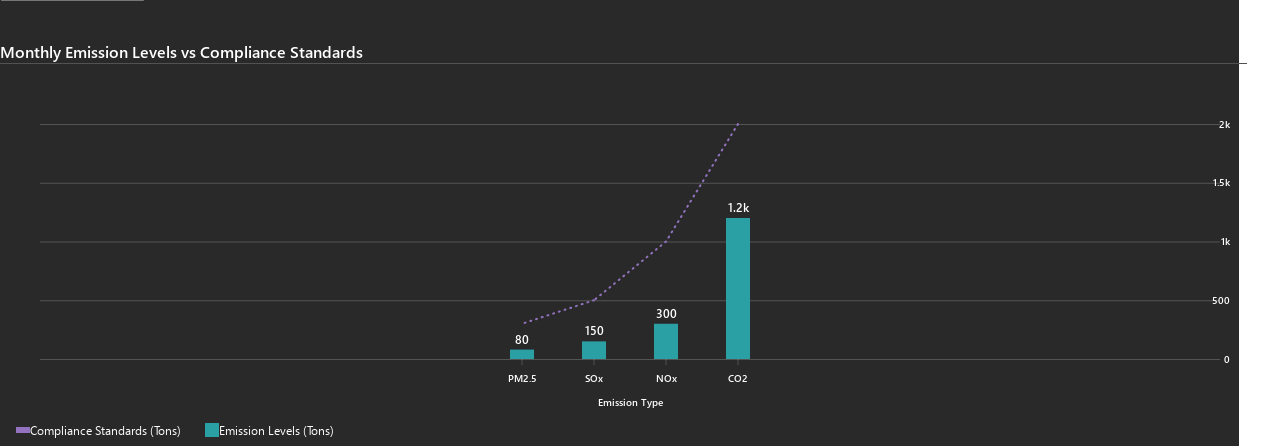 Monthly Emission Levels vs Compliance Standards
2k
1.5k
1.2k
1k
500
300
150
80
0
PM2.5 SOx NOx CO2
Emission Type
Compliance Standards (Tons) Emission Levels (Tons)